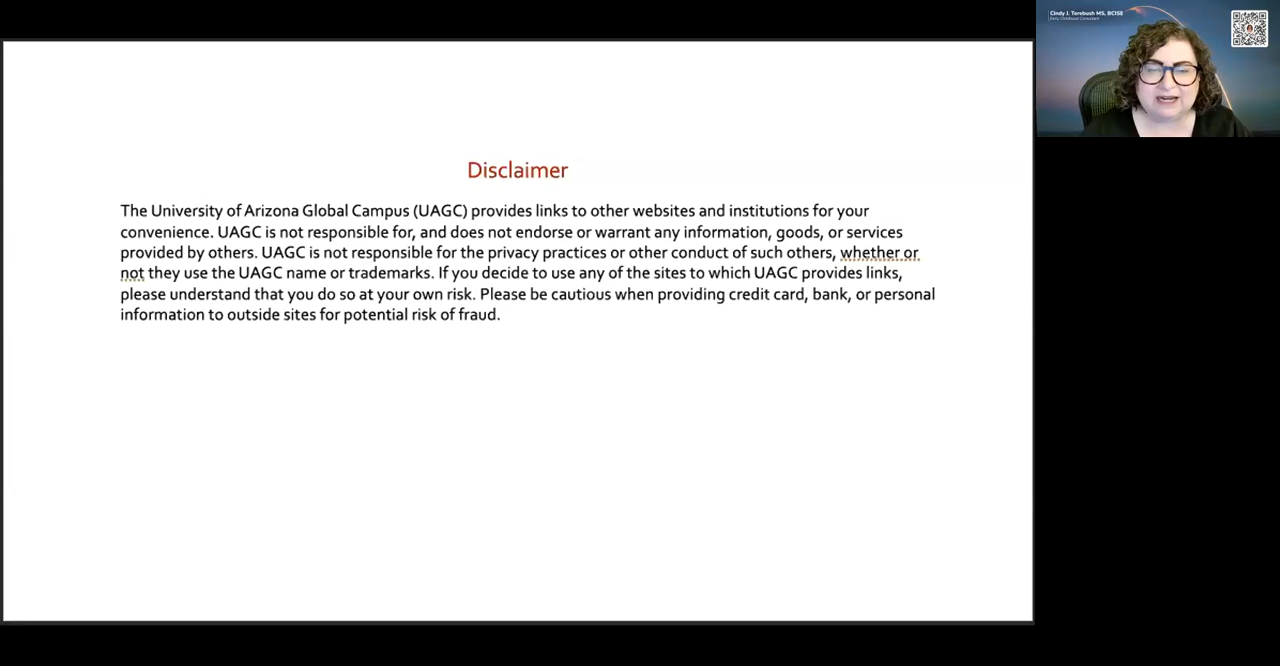 Disclaimer
The University of Arizona Global Campus (UAGC) provides links to other websites and institutions for your
convenience. UAGC is not responsible for, and does not endorse or warrant any information, goods, or services
provided by others. UAGC is not responsible for the privacy practices or other conduct of such others, whether or
not they use the UAGC name or trademarks. If you decide to use any of the sites to which UAGC provides links,
please understand that you do so at your own risk. Please be cautious when providing credit card, bank, or personal
information to outside sites for potential risk of fraud.
Cindy J. Terebush MS, BCISE
Early Childhood Consultant